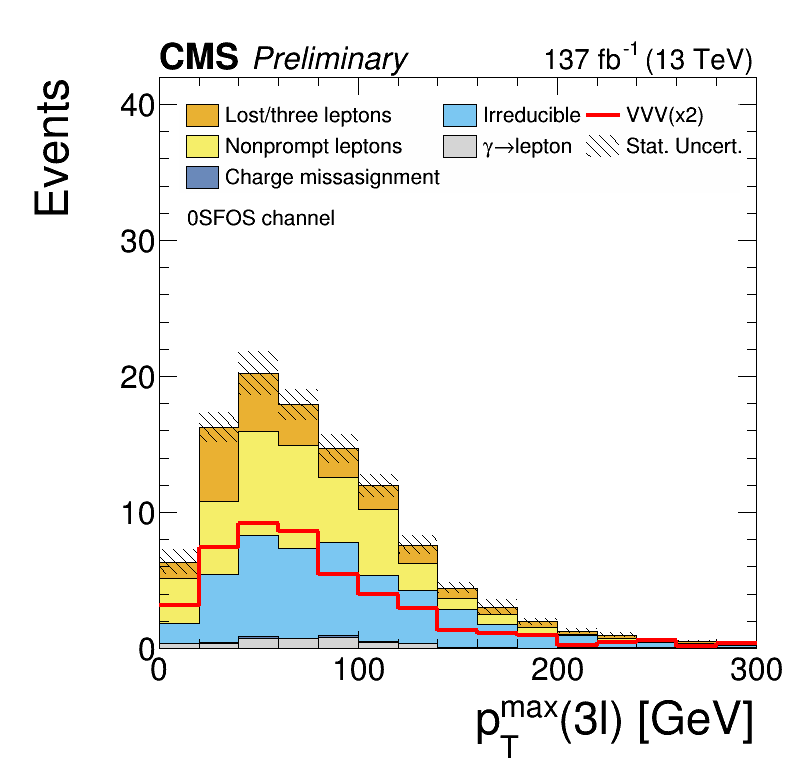 CMS Preliminary 137 fb⁻¹ (13 TeV)
Events
40
30
20
10
0
Lost/three leptons
Irreducible
VVV(x2)
Nonprompt leptons
γ→lepton
Stat. Uncert.
Charge missasignment
0SFOS channel
0 100 200 300
p_T^max(3l) [GeV]